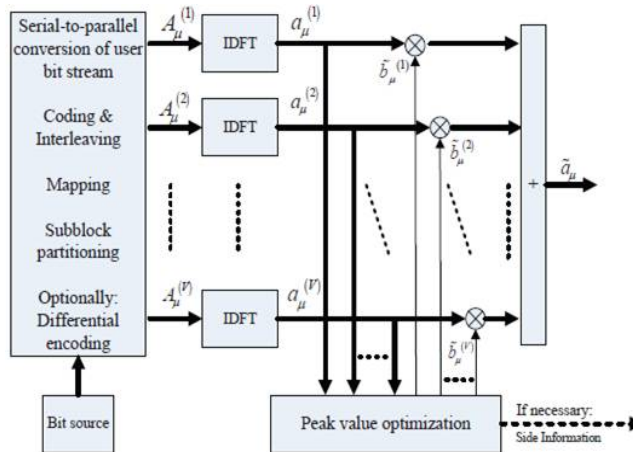 Serial-to-parallel
conversion of user
bit stream
Coding &
Interleaving
Mapping
Subblock
partitioning
Optionally:
Differential
encoding
Bit source
A_μ^(1)
IDFT
a_μ^(1)
b̃_μ^(1)
A_μ^(2)
IDFT
a_μ^(2)
b̃_μ^(2)
A_μ^(V)
IDFT
a_μ^(V)
b̃_μ^(V)
+
ã_μ
Peak value optimization
If necessary:
Side Information